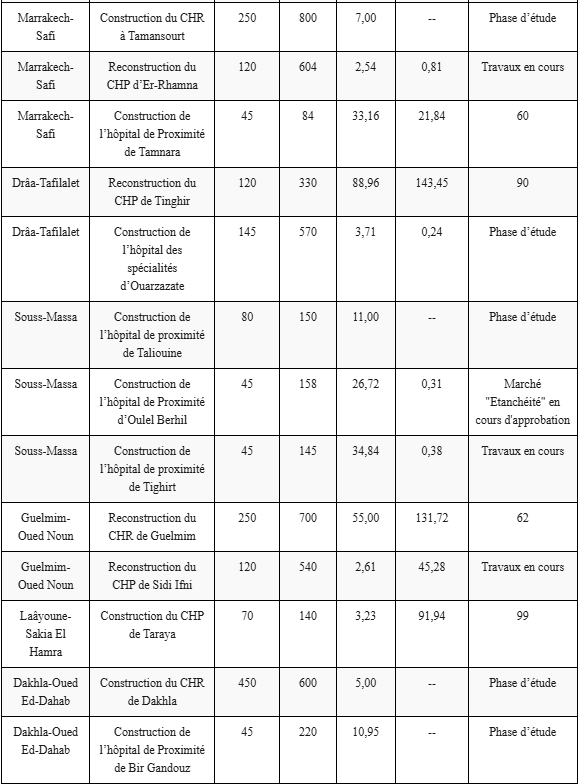 Marrakech-
Safi
Construction du CHR
à Tamansourt
250
800
7,00
--
Phase d’étude
Marrakech-
Safi
Reconstruction du
CHP d’Er-Rhamna
120
604
2,54
0,81
Travaux en cours
Marrakech-
Safi
Construction de
l’hôpital de Proximité
de Tamnara
45
84
33,16
21,84
60
Drâa-Tafilalet
Reconstruction du
CHP de Tinghir
120
330
88,96
143,45
90
Drâa-Tafilalet
Construction de
l’hôpital des
spécialités
d’Ouarzazate
145
570
3,71
0,24
Phase d’étude
Souss-Massa
Construction de
l’hôpital de proximité
de Taliouine
80
150
11,00
--
Phase d’étude
Souss-Massa
Construction de
l’hôpital de Proximité
d’Oulel Berhil
45
158
26,72
0,31
Marché
"Etanchéité" en
cours d'approbation
Souss-Massa
Construction de
l’hôpital de proximité
de Tighirt
45
145
34,84
0,38
Travaux en cours
Guelmim-
Oued Noun
Reconstruction du
CHR de Guelmim
250
700
55,00
131,72
62
Guelmim-
Oued Noun
Reconstruction du
CHP de Sidi Ifni
120
540
2,61
45,28
Travaux en cours
Laâyoune-
Sakia El
Hamra
Construction du CHP
de Taraya
70
140
3,23
91,94
99
Dakhla-Oued
Ed-Dahab
Construction du CHR
de Dakhla
450
600
5,00
--
Phase d’étude
Dakhla-Oued
Ed-Dahab
Construction de
l’hôpital de Proximité
de Bir Gandouz
45
220
10,95
--
Phase d’étude